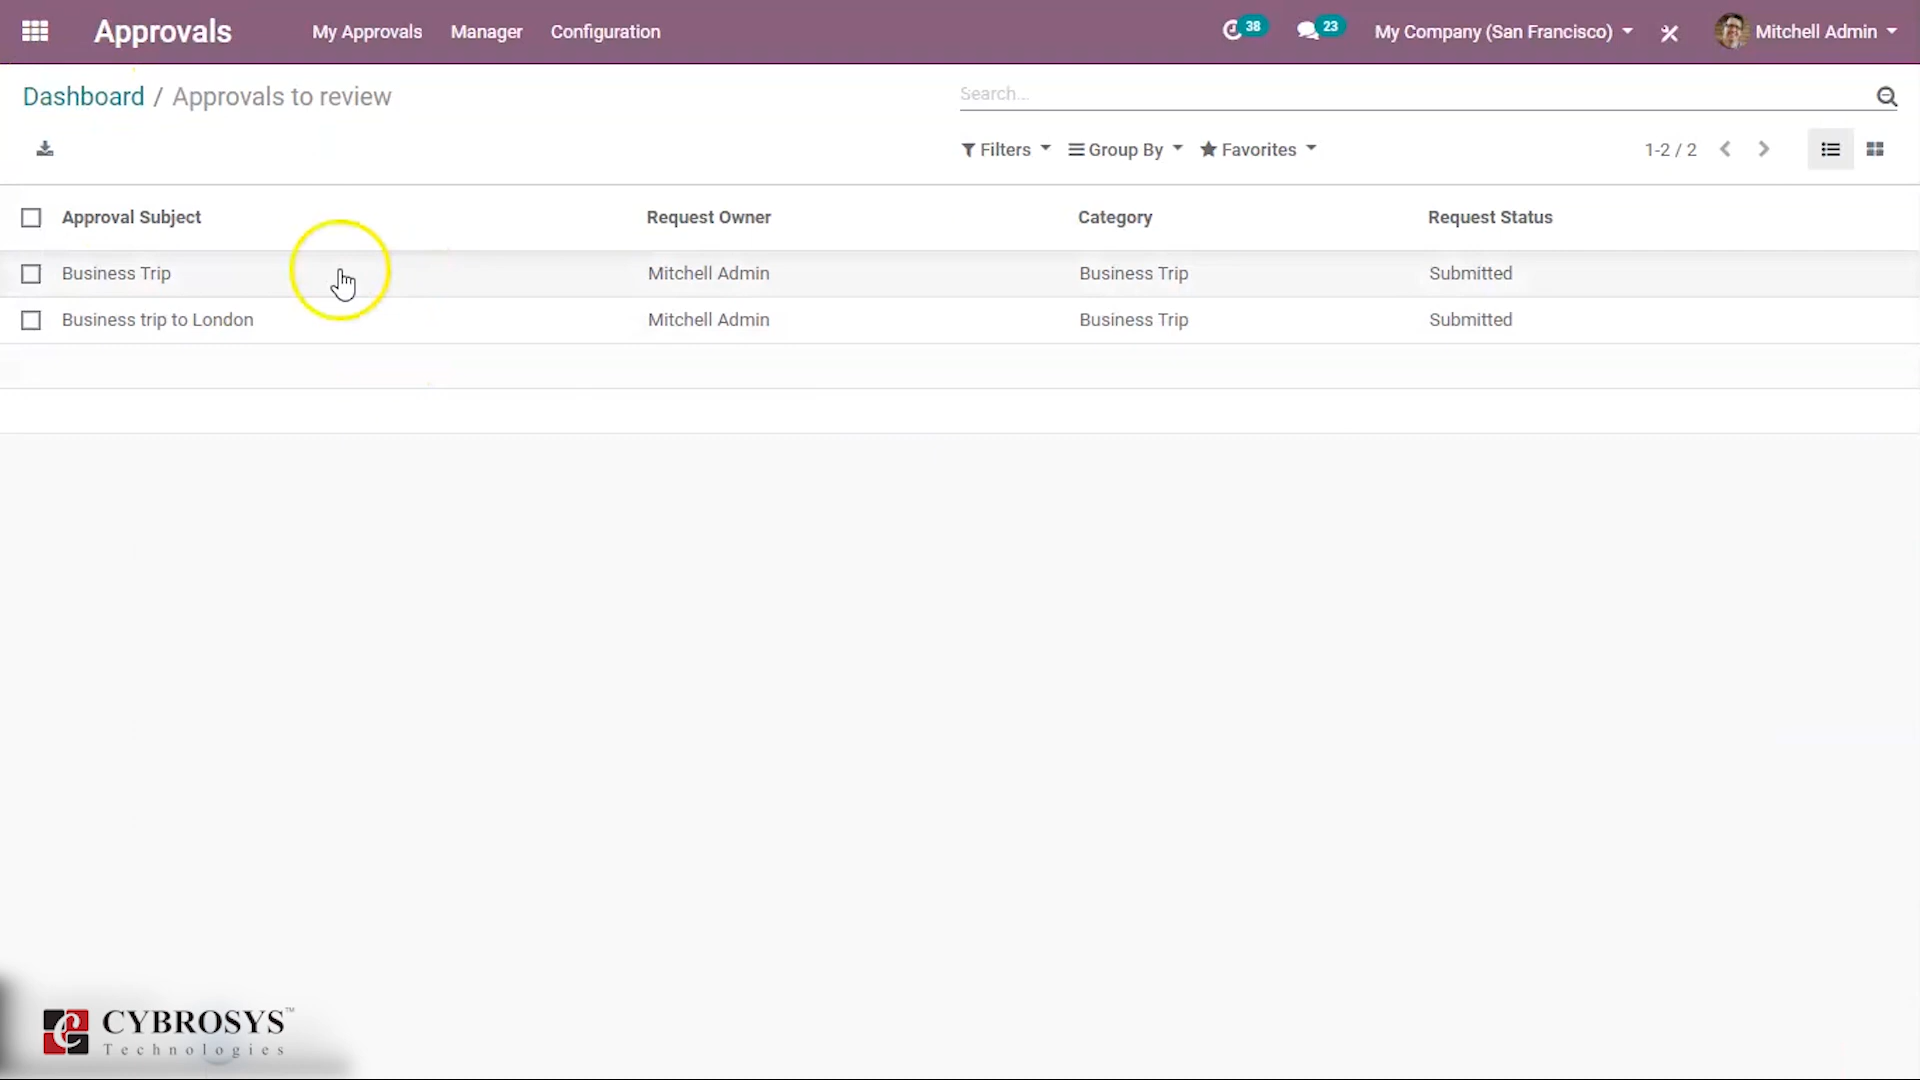 Approvals My Approvals Manager Configuration 38 23 My Company (San Francisco) Mitchell Admin
Dashboard / Approvals to review Search...
Filters Group By Favorites 1-2 / 2
Approval Subject Request Owner Category Request Status
Business Trip Mitchell Admin Business Trip Submitted
Business trip to London Mitchell Admin Business Trip Submitted
CYBROSYS™
Technologies